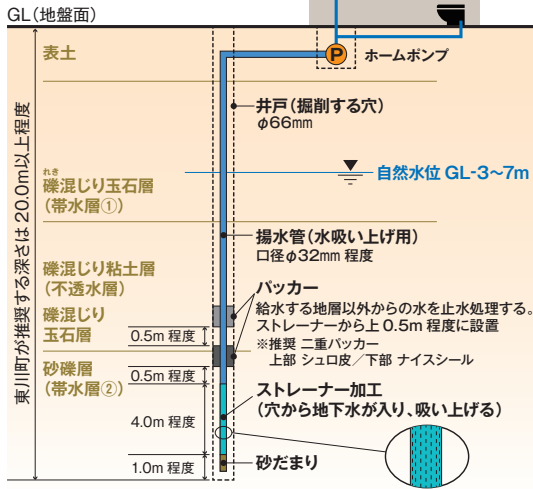 GL(地盤面)
表土
P
ホームポンプ
井戸(掘削する穴)
φ66mm
自然水位 GL-3~7m
れき
礫混じり玉石層
(帯水層①)
揚水管(水吸い上げ用)
口径φ32mm 程度
礫混じり粘土層
(不透水層)
パッカー
給水する地層以外からの水を止水処理する。
ストレーナーから上0.5m 程度に設置
※推奨 二重パッカー
上部 シュロ皮/下部 ナイスシール
礫混じり
玉石層
0.5m 程度
砂礫層
(帯水層②)
0.5m 程度
ストレーナー加工
(穴から地下水が入り、吸い上げる)
4.0m 程度
1.0m 程度
砂だまり
東川町が推奨する深さは 20.0m以上程度